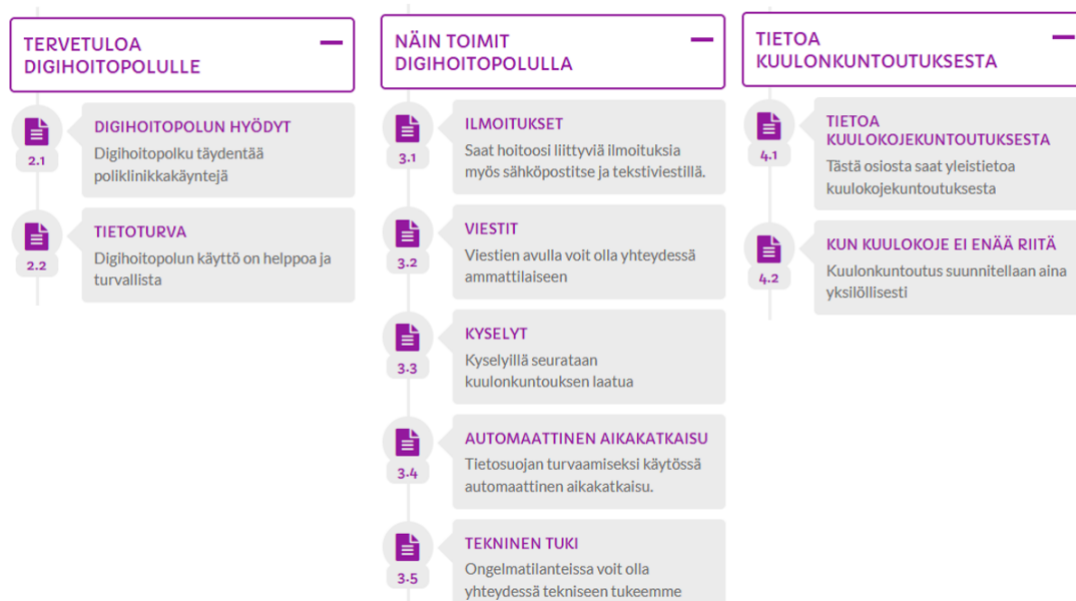 TERVETULOA
DIGIHOITOPOLULLE
2.1
DIGIHOITOPOLUN HYÖDYT
Digihoitopolku täydentää
poliklinikkakäyntejä
2.2
TIETOTURVA
Digihoitopolun käyttö on helppoa ja
turvallista
NÄIN TOIMIT
DIGIHOITOPOLULLA
3.1
ILMOITUKSET
Saat hoitoosi liittyviä ilmoituksia
myös sähköpostitse ja tekstiviestillä.
3.2
VIESTIT
Viestien avulla voit olla yhteydessä
ammattilaiseen
3.3
KYSELYT
Kyselyillä seurataan
kuulonkuntouksen laatua
3.4
AUTOMAATTINEN AIKAKATKAISU
Tietosuojan turvaamiseksi käytössä
automaattinen aikakatkaisu.
3.5
TEKNINEN TUKI
Ongelmatilanteissa voit olla
yhteydessä tekniseen tukeemme
TIETOA
KUULONKUNTOUTUKSESTA
4.1
TIETOA
KUULOKOJEKUNTOUTUKSESTA
Tästä osiosta saat yleistietoa
kuulokojekuntoutuksesta
4.2
KUN KUULOKOJE EI ENÄÄ RIITÄ
Kuulonkuntoutus suunnitellaan aina
yksilöllisesti